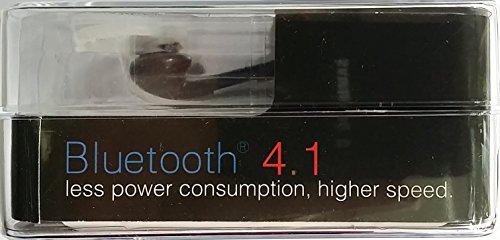 Bluetooth® 4.1
less power consumption, higher speed.